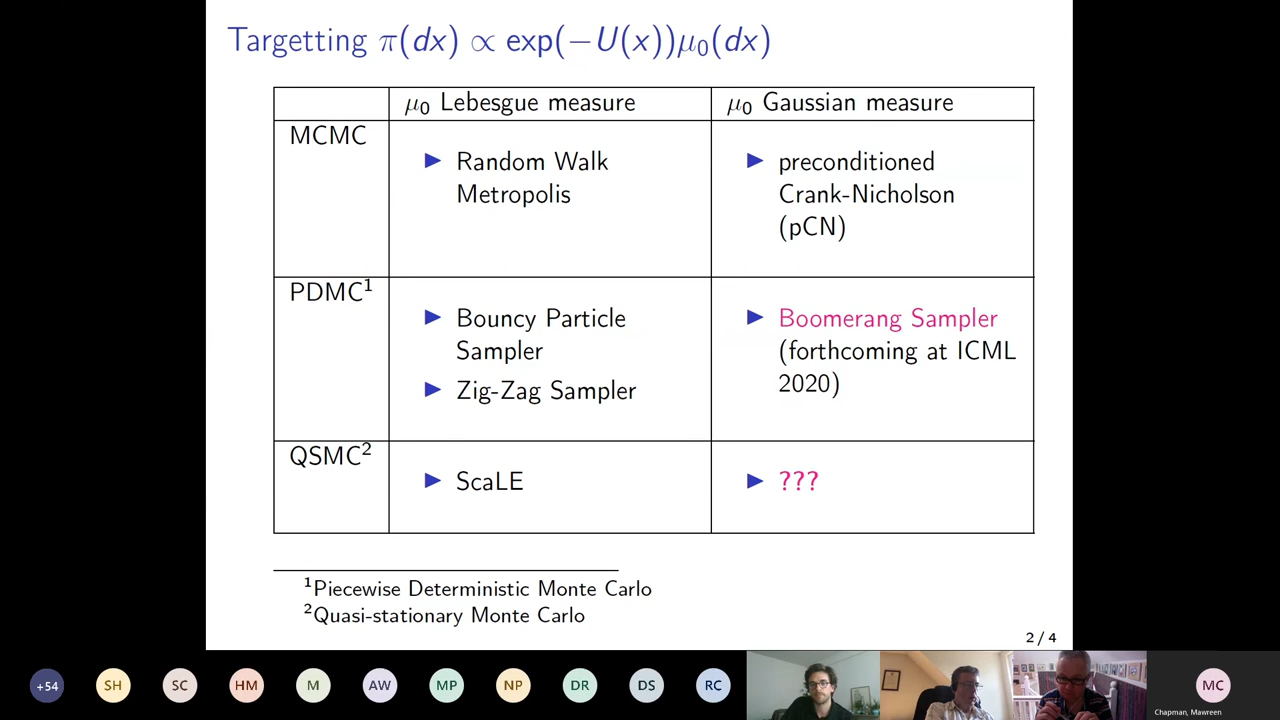 Targetting π(dx) ∝ exp(−U(x))μ₀(dx)
μ₀ Lebesgue measure
μ₀ Gaussian measure
MCMC
▶ Random Walk
Metropolis
▶ preconditioned
Crank-Nicholson
(pCN)
PDMC¹
▶ Bouncy Particle
Sampler
▶ Zig-Zag Sampler
▶ Boomerang Sampler
(forthcoming at ICML
2020)
QSMC²
▶ ScaLE
▶ ???
¹Piecewise Deterministic Monte Carlo
²Quasi-stationary Monte Carlo
2 / 4
+54
SH
SC
HM
M
AW
MP
NP
DR
DS
RC
MC
Chapman, Mawreen